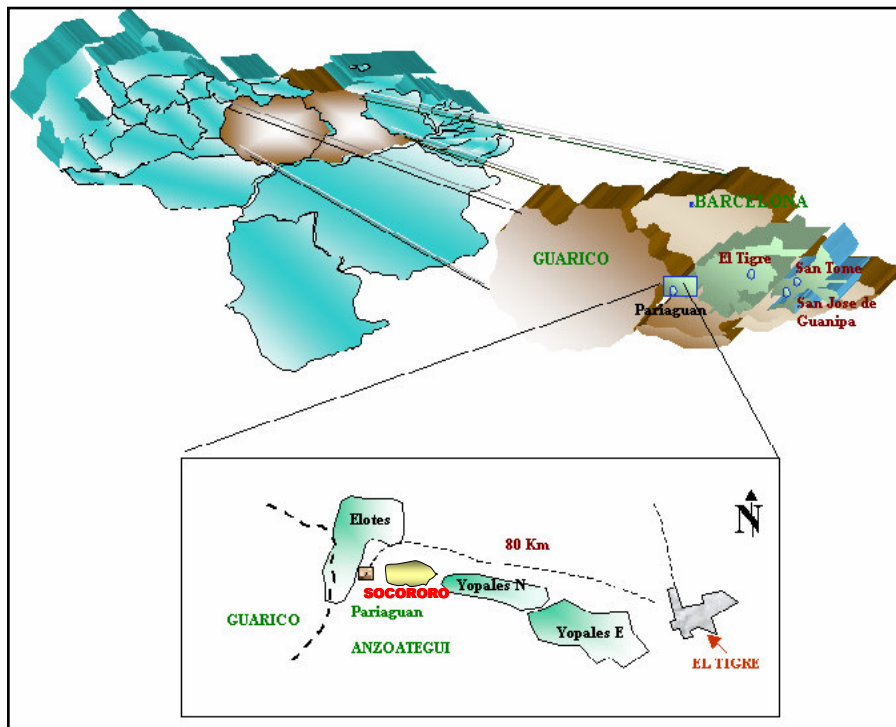 BARCELONA
GUARICO
El Tigre
San Tome
San Jose de
Guanipa
Pariaguan
Elotes
80 Km
N
SOCORORO
Yopales N
GUARICO
Pariaguan
ANZOATEGUI
Yopales E
EL TIGRE